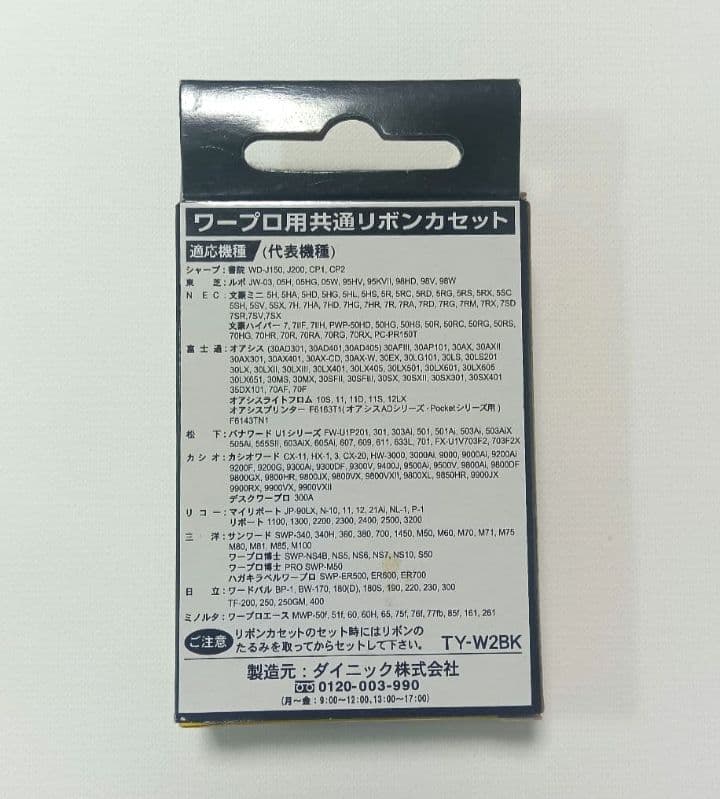 ワープロ用共通リボンカセット
適応機種 (代表機種)
シャープ：書院 WD-J150, J200, CP1, CP2
東　芝：ルポ JW-03, 05H, 05HG, 05W, 95HV, 95KVII, 98HD, 98V, 98W
ＮＥＣ：文豪ミニ 5H, 5HA, 5HD, 5HG, 5HL, 5HS, 5R, 5RC, 5RD, 5RG, 5RS, 5RX, 5SC
5SH, 5SV, 5SX, 7H, 7HA, 7HD, 7HG, 7HR, 7R, 7RA, 7RD, 7RG, 7RM, 7RX, 7SD
7SR,7SV,7SX
文豪ハイパー 7, 7IIF, 7IIH, PWP-50HD, 50HG, 50HS, 50R, 50RC, 50RG, 50RS,
70HG, 70HR, 70R, 70RA, 70RG, 70RX, PC-PR150T
富士通：オアシス (30AD301, 30AD401,30AD405) 30AFIII, 30AP101, 30AX, 30AXII
30AX301, 30AX401, 30AX-CD, 30AX-W, 30EX, 30LG101, 30LS, 30LS201
30LX, 30LXII, 30LXIII, 30LX401, 30LX405, 30LX501, 30LX601, 30LX605
30LX651, 30MS, 30MX, 30SFII, 30SFIII, 30SX, 30SXII, 30SX301, 30SX401
35DX101, 70AF, 70F
オアシスライトフロム 10S, 11, 11D, 11S, 12LX
オアシスプリンター F6163T1(オアシスADシリーズ・Pocketシリーズ用)
F6143TN1
松　下：パナワード U1シリーズ FW-U1P201, 301, 303Ai, 501, 501Ai, 503Ai, 503AiX
505Ai, 555SII, 603AiX, 605Ai, 607, 609, 611, 633L, 701, FX-U1V703F2, 703F2X
カシオ：カシオワード CX-11, HX-1, 3, CX-20, HW-3000, 3000Ai, 9000, 9000Ai, 9200Ai
9200F, 9200G, 9300Ai, 9300DF, 9300V, 9400J, 9500Ai, 9500V, 9800Ai, 9800DF
9800GX, 9800HR, 9800JX, 9800VX, 9800VXII, 9800XL, 9850HR, 9900JX
9900RX, 9900VX, 9900VXII
デスクワープロ 300A
リコー：マイリポート JP-90LX, N-10, 11, 12, 21Ai, NL-1, P-1
リポート 1100, 1300, 2200, 2300, 2400, 2500, 3200
三　洋：サンワード SWP-340, 340H, 360, 380, 700, 1450, M50, M60, M70, M71, M75
M80, M81, M85, M100
ワープロ博士 SWP-NS4B, NS5, NS6, NS7, NS10, S50
ワープロ博士 PRO SWP-M50
ハガキラベルワープロ SWP-ER500, ER600, ER700
日　立：ワードパル BP-1, BW-170, 180(D), 180S, 190, 220, 230, 300
TF-200, 250, 250GM, 400
ミノルタ：ワープロエース MWP-50f, 51f, 60, 60H, 65, 75f, 76f, 77fb, 85f, 161, 261
ご注意 リボンカセットのセット時にはリボンの
たるみを取ってからセットして下さい。 TY-W2BK
製造元：ダイニック株式会社
0120-003-990
(月～金：9:00～12:00,13:00～17:00)